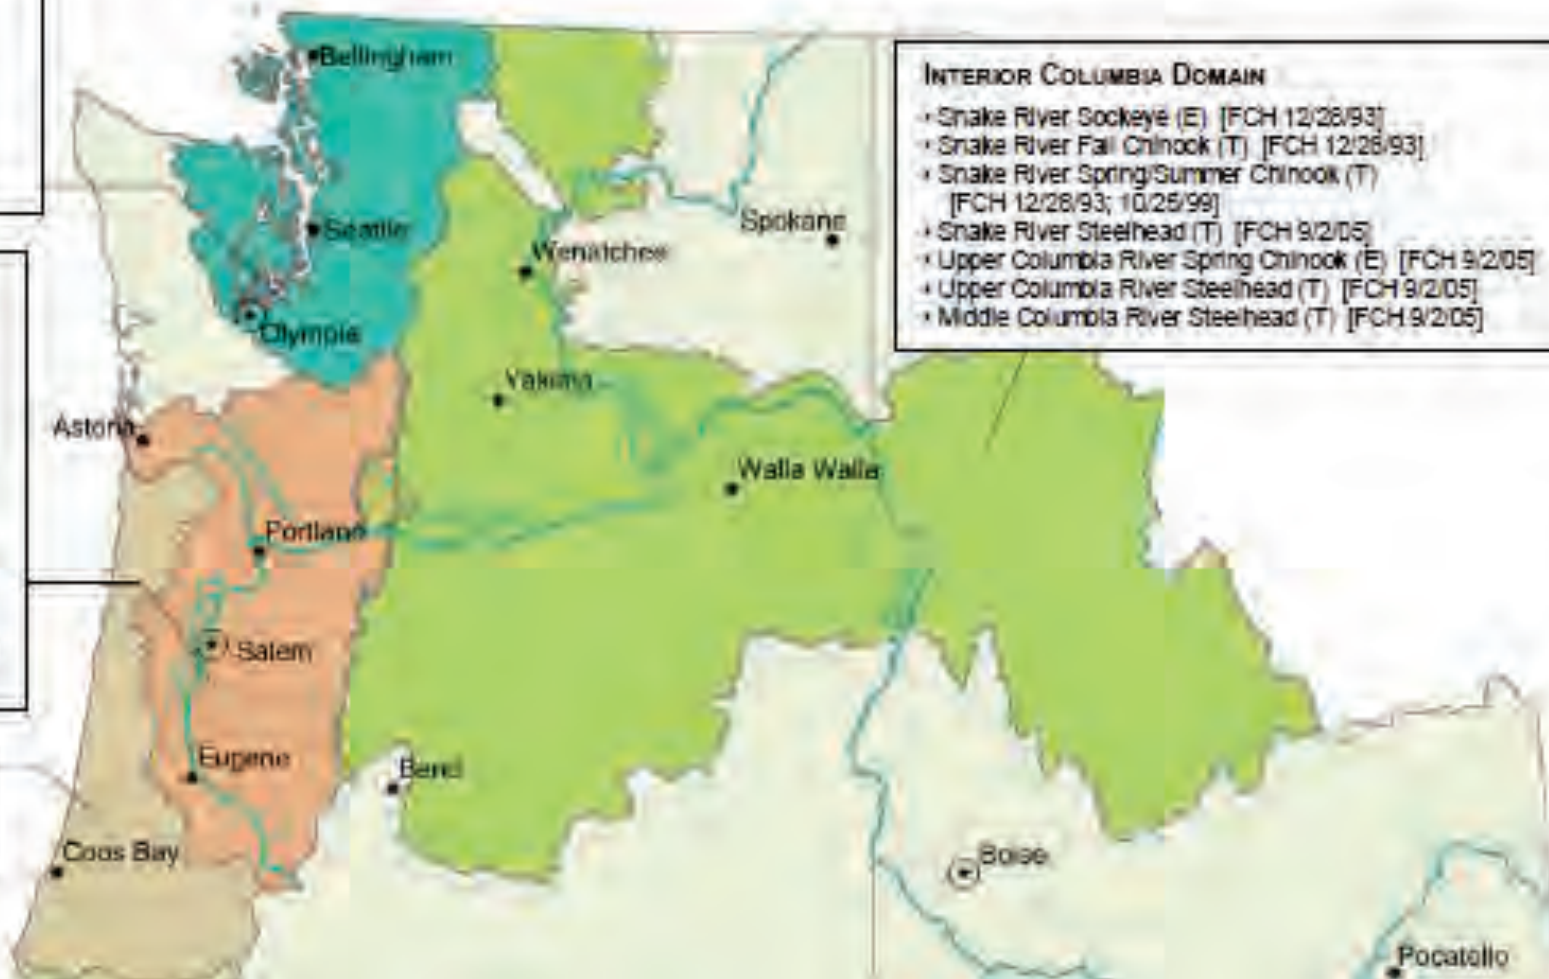 Bellingham
INTERIOR COLUMBIA DOMAIN
• Snake River Sockeye (E) [FCH 12/28/93]
• Snake River Fall Chinook (T) [FCH 12/28/93]
• Snake River Spring/Summer Chinook (T)
[FCH 12/28/93; 10/25/99]
• Snake River Steelhead (T) [FCH 9/2/05]
• Upper Columbia River Spring Chinook (E) [FCH 9/2/05]
• Upper Columbia River Steelhead (T) [FCH 9/2/05]
• Middle Columbia River Steelhead (T) [FCH 9/2/05]
Seattle
Spokane
Wenatchee
Olympia
Yakima
Astoria
Walla Walla
Portland
Salem
Eugene
Bend
Coos Bay
Boise
Pocatello